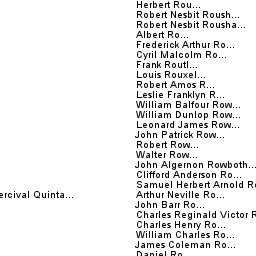 Herbert Rou...
Robert Nesbit Roush...
Robert Nesbit Rousha...
Albert Ro...
Frederick Arthur Ro...
Cyril Malcolm Ro...
Frank Routl...
Louis Rouxel...
Robert Amos R...
Leslie Franklyn R...
William Balfour Row...
William Dunlop Row...
Leonard James Row...
John Patrick Row...
Robert Row...
Walter Row...
John Algernon Rowboth...
Clifford Anderson Ro...
Samuel Herbert Arnold R
ercival Quinta... Arthur Neville Ro...
John Barr Ro...
Charles Reginald Victor R
Charles Henry Ro...
William Charles Ro...
James Coleman Ro...
Daniel Ro...